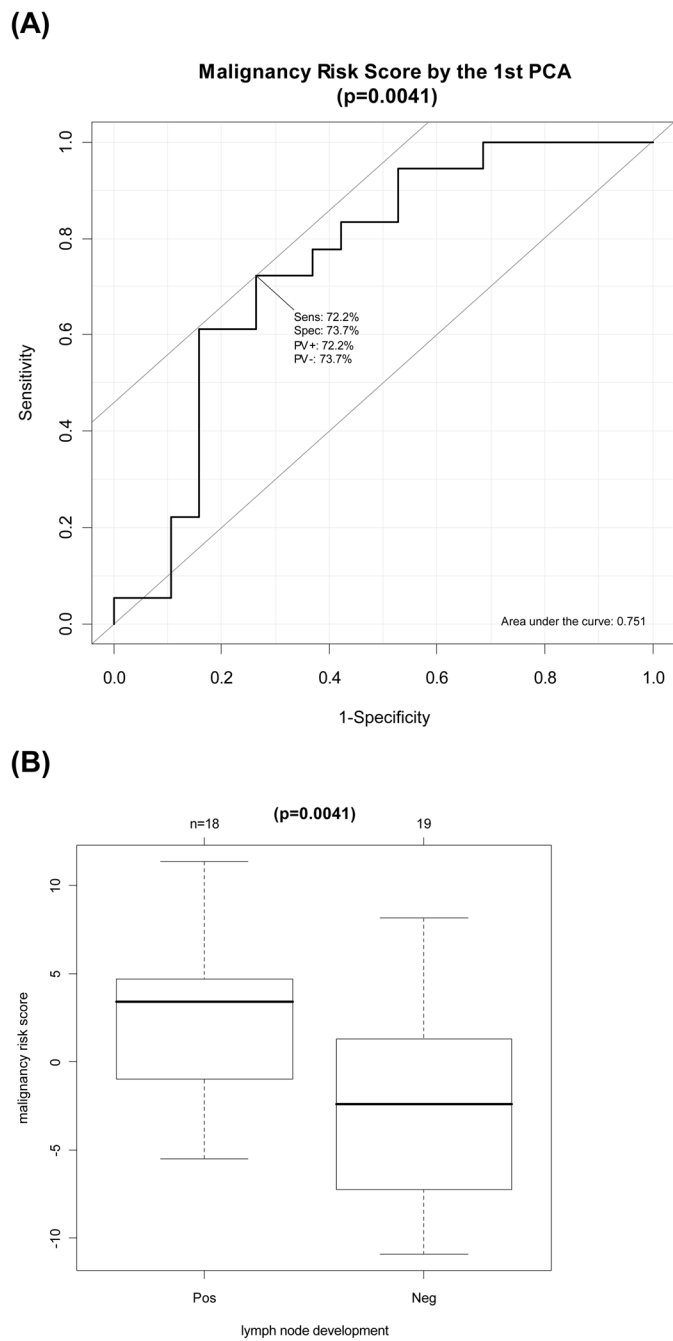 (A)
Malignancy Risk Score by the 1st PCA
(p=0.0041)
1.0
0.8
0.6
0.4
0.2
0.0
Sensitivity
Sens: 72.2%
Spec: 73.7%
PV+: 72.2%
PV-: 73.7%
Area under the curve: 0.751
0.0 0.2 0.4 0.6 0.8 1.0
1-Specificity
(B)
(p=0.0041)
n=18 19
10
5
0
-5
-10
malignancy risk score
Pos Neg
lymph node development